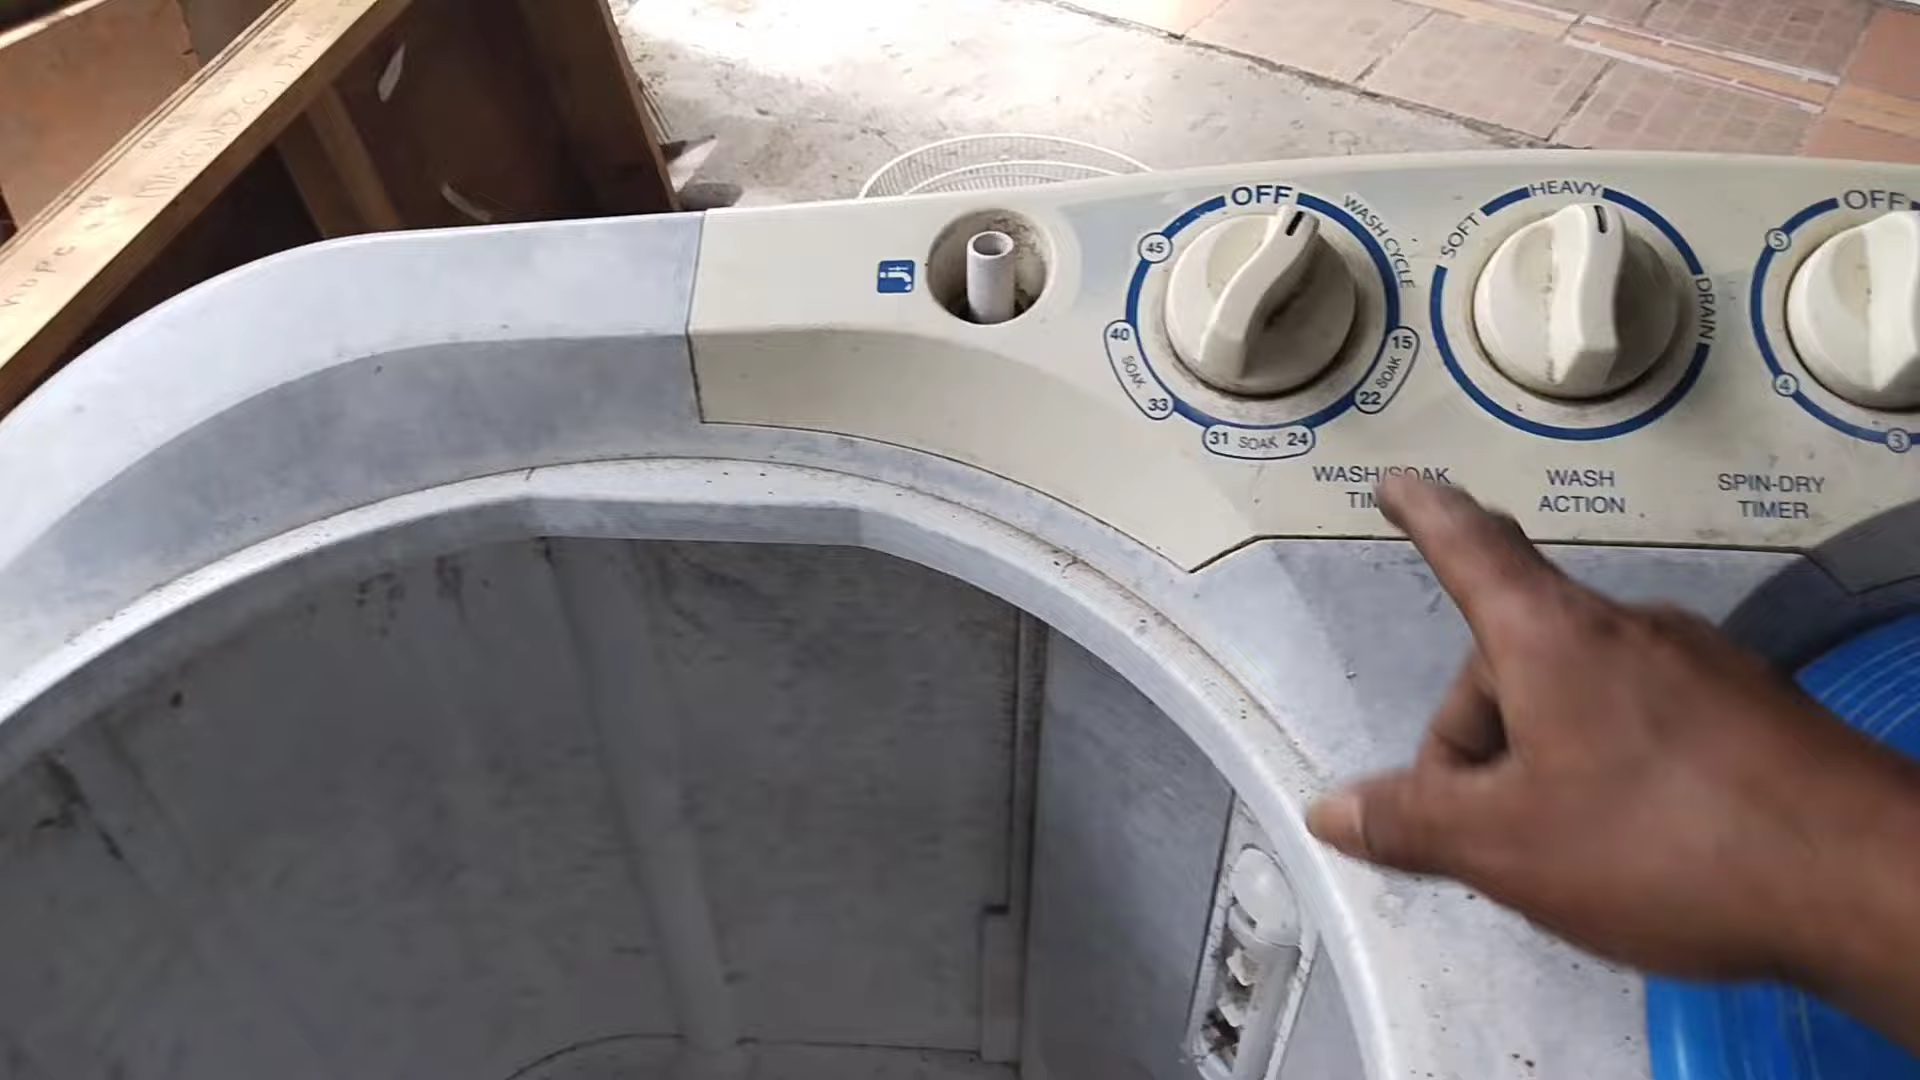 OFF
WASH CYCLE
15
SOAK
22
24
SOAK
31
33
SOAK
40
45
WASH/SOAK
HEAVY
SOFT
DRAIN
WASH
ACTION
OFF
5
4
3
SPIN-DRY
TIMER